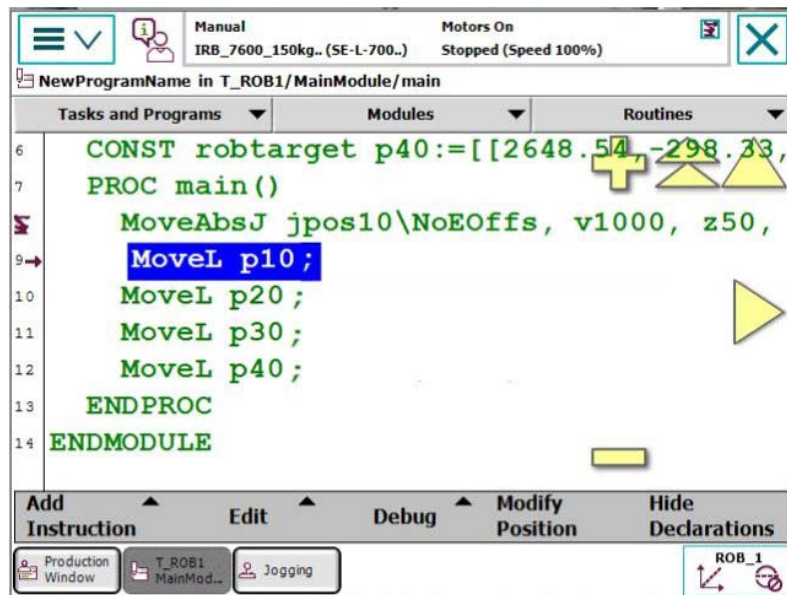 Manual
Motors On
IRB_7600_150kg.. (SE-L-700..)
Stopped (Speed 100%)
NewProgramName in T_ROB1/MainModule/main
Tasks and Programs
Modules
Routines
6 CONST robtarget p40:=[[2648.54,-298.33,
7 PROC main()
MoveAbsJ jpos10\NoEOffs, v1000, z50,
9 MoveL p10;
10 MoveL p20;
11 MoveL p30;
12 MoveL p40;
13 ENDPROC
14 ENDMODULE
Add Instruction
Edit
Debug
Modify Position
Hide Declarations
Production Window
T_ROB1 MainMod...
Jogging
ROB_1